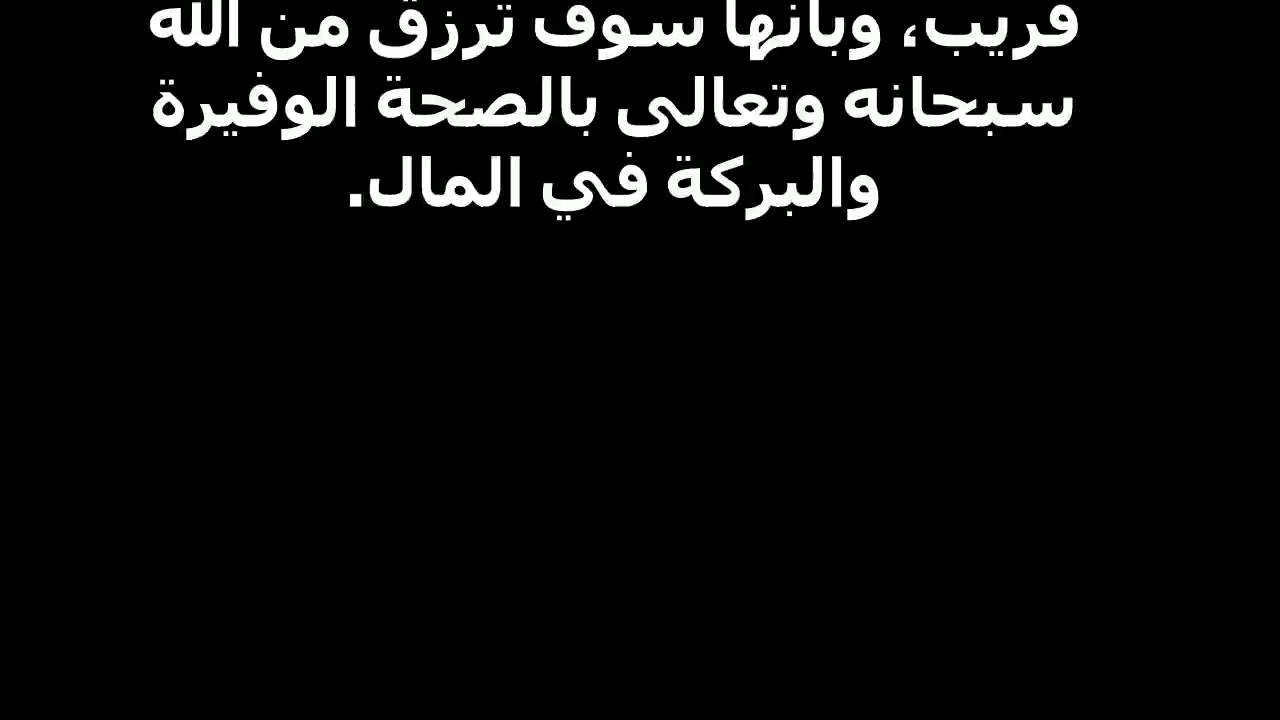 قريب، وبأنها سوف ترزق من الله
سبحانه وتعالى بالصحة الوفيرة
والبركة في المال.